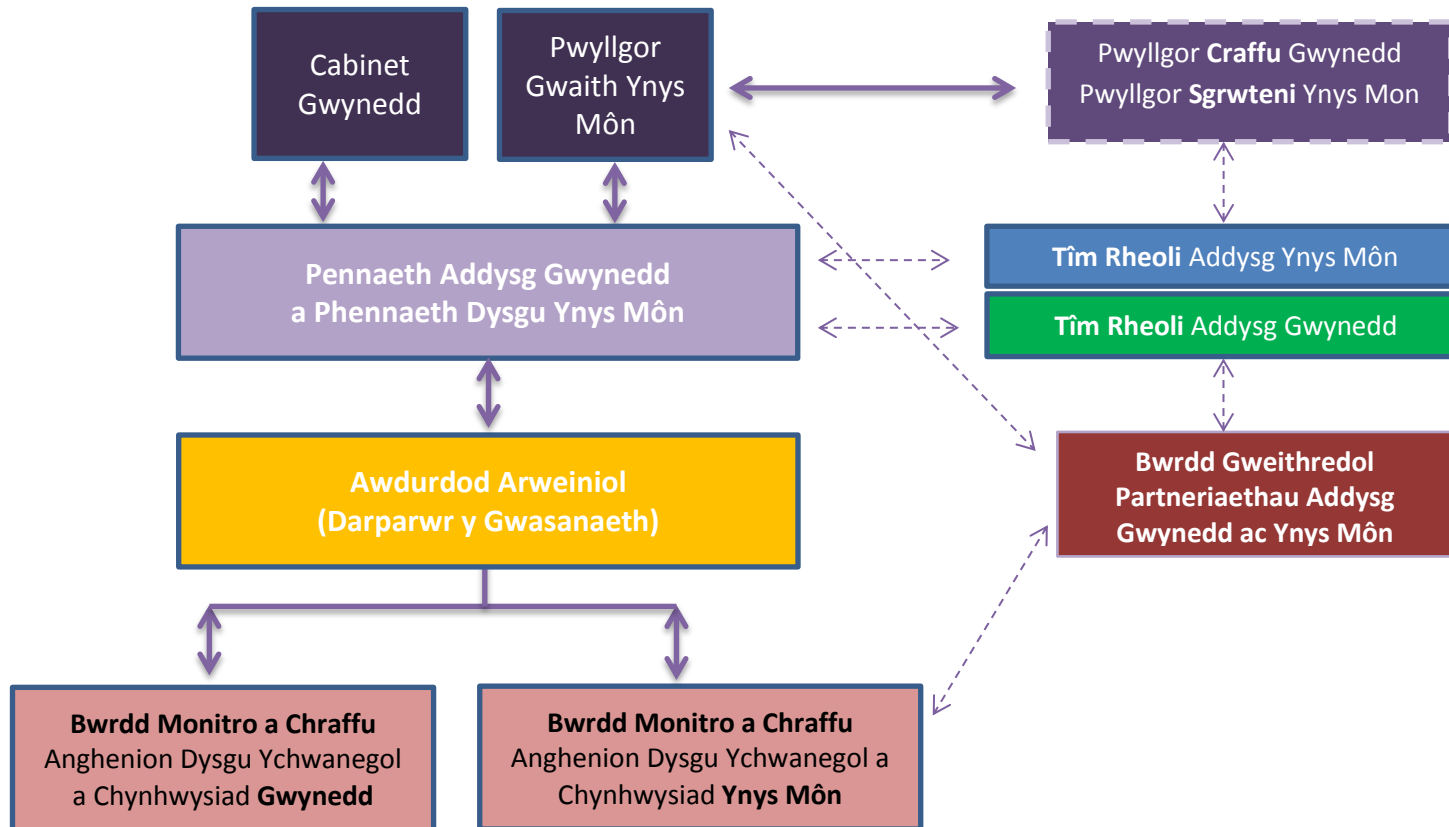 Cabinet
Gwynedd
Pwyllgor
Gwaith Ynys
Môn
Pwyllgor Craffu Gwynedd
Pwyllgor Sgrwteni Ynys Mon
Pennaeth Addysg Gwynedd
a Phennaeth Dysgu Ynys Môn
Tîm Rheoli Addysg Ynys Môn
Tîm Rheoli Addysg Gwynedd
Awdurdod Arweiniol
(Darparwr y Gwasanaeth)
Bwrdd Gweithredol
Partneriaethau Addysg
Gwynedd ac Ynys Môn
Bwrdd Monitro a Chraffu
Anghenion Dysgu Ychwanegol
a Chynhwysiad Gwynedd
Bwrdd Monitro a Chraffu
Anghenion Dysgu Ychwanegol a
Chynhwysiad Ynys Môn